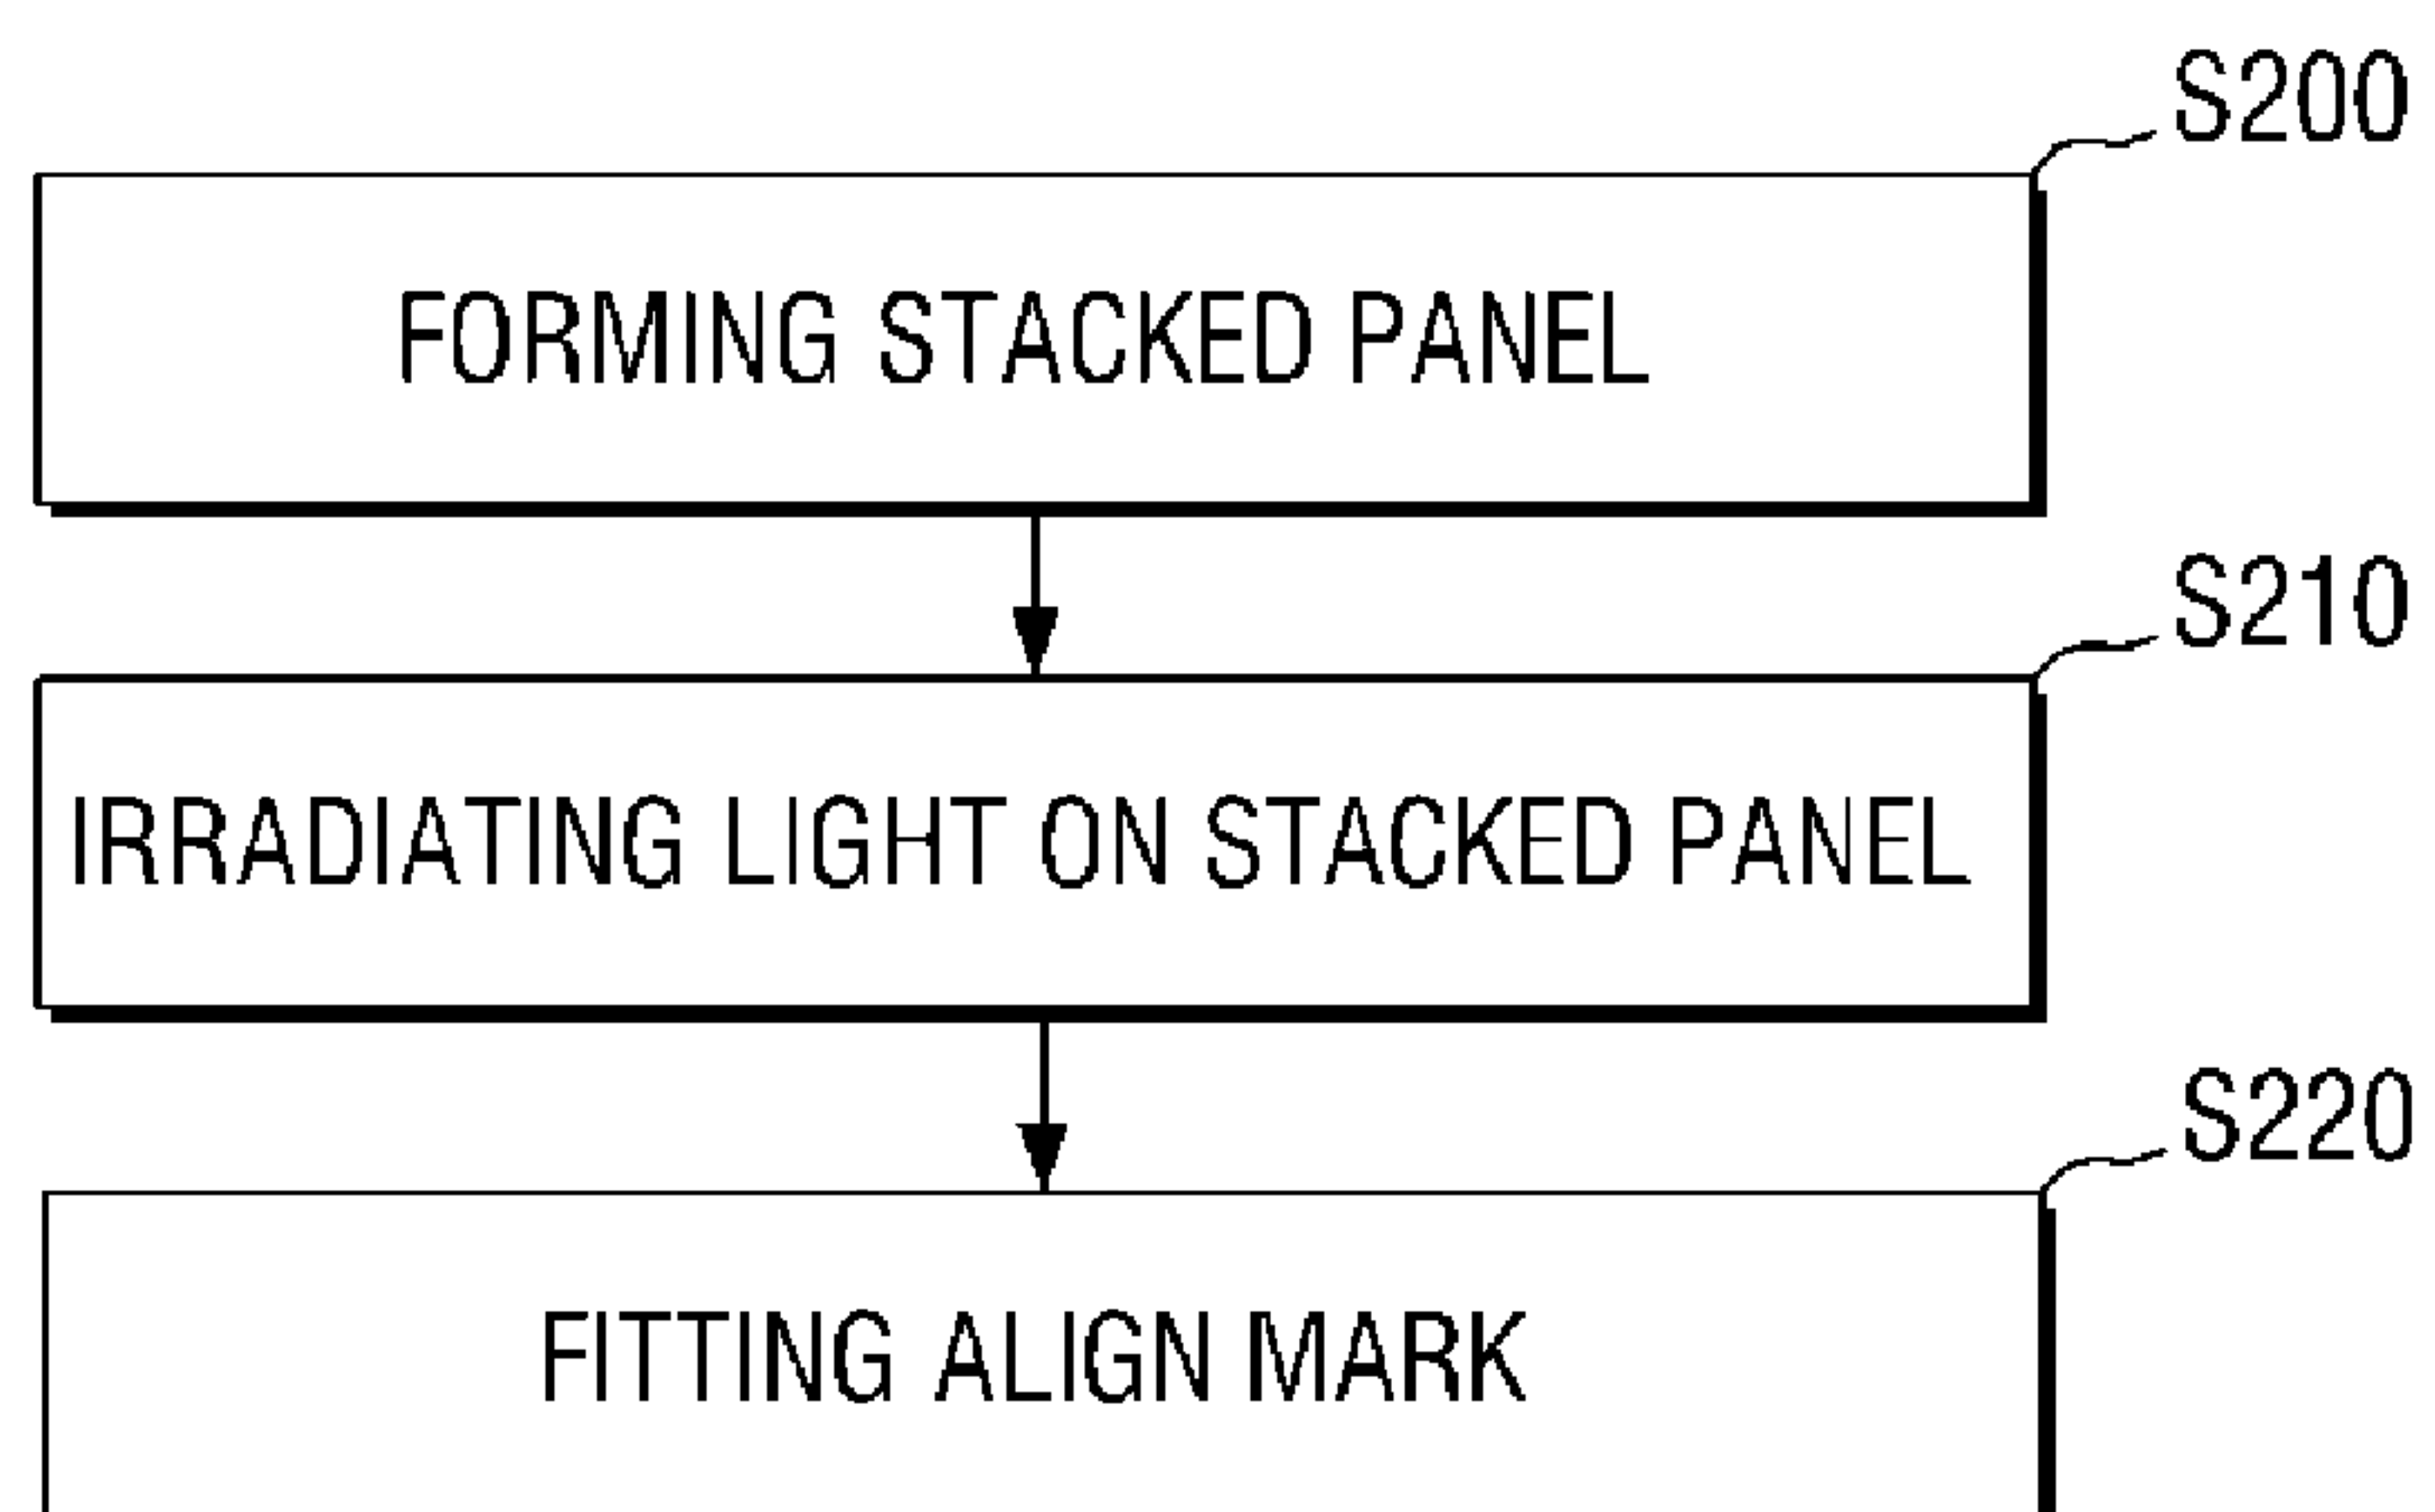 S200
FORMING STACKED PANEL
S210
IRRADIATING LIGHT ON STACKED PANEL
S220
FITTING ALIGN MARK